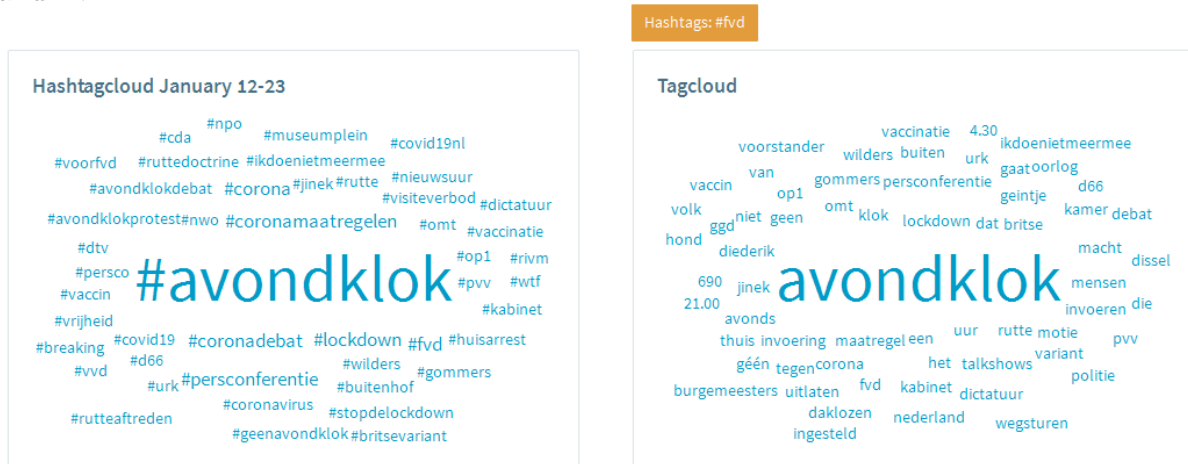 Hashtags: #fvd
Hashtagcloud January 12-23
#npo
#cda
#museumplein
#covid19nl
#voorfvd
#ruttedoctrine
#ikdoenietmeermee
#avondklokdebat
#corona
#jinek
#rutte
#nieuwsuur
#visiteverbod
#dictatuur
#avondklokprotest
#nwo
#coronamaatregelen
#omt
#vaccinatie
#dtv
#op1
#rivm
#persco
#avondklok
#pvv
#wtf
#vaccin
#kabinet
#vrijheid
#breaking
#covid19
#coronadebat
#lockdown
#fvd
#huisarrest
#vvd
#d66
#wilders
#gommers
#urk
#persconferentie
#buitenhof
#coronavirus
#stopdelockdown
#rutteaftreden
#geenavondklok
#britsevariant
Tagcloud
vaccinatie
4.30
voorstander
wilders
buiten
urk
ikdoenietmeermee
gaat
oorlog
vaccin
van
op1
gommers
persconferentie
geintje
d66
volk
ggd
niet
geen
omt
klok
lockdown
dat
britse
kamer
debat
hond
diederik
macht
dissel
690
jinek
avondklok
mensen
21.00
invoeren
die
avonds
thuis
invoering
maatregel
een
uur
rutte
motie
pvv
géén
tegen
corona
het
talkshows
variant
politie
burgemeesters
uitlaten
fvd
kabinet
dictatuur
daklozen
nederland
wegsturen
ingesteld